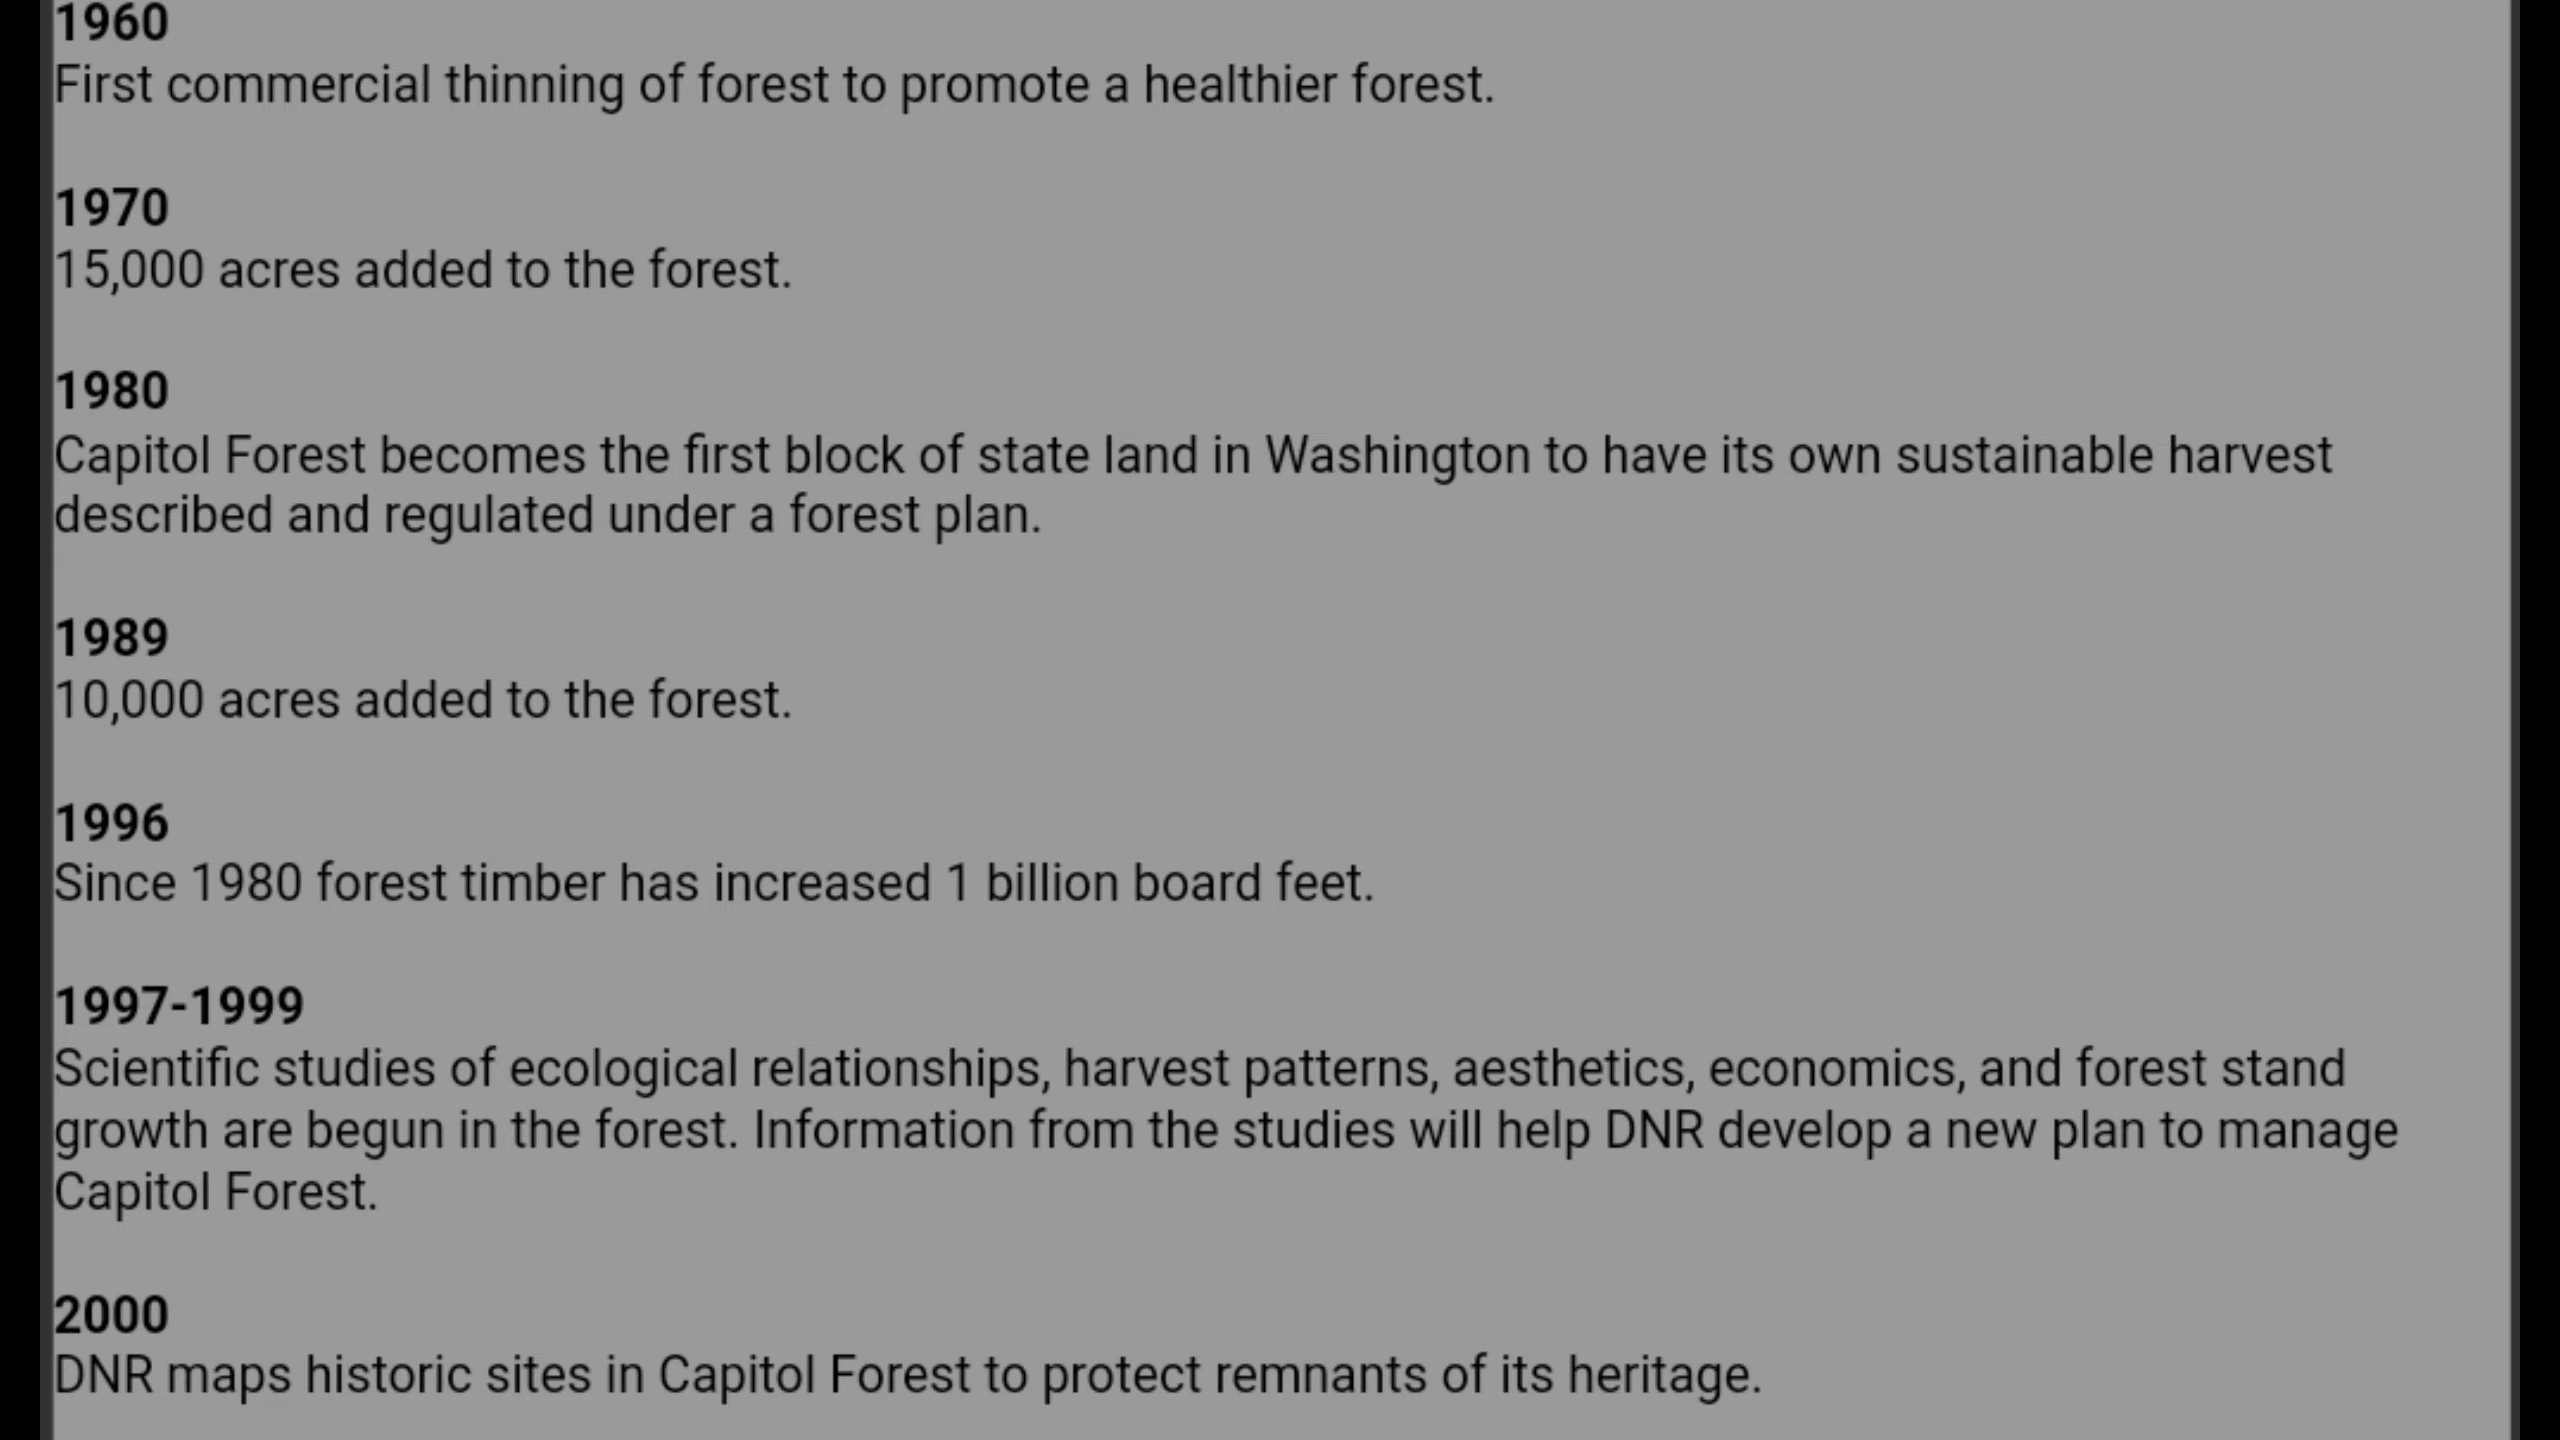 1960
First commercial thinning of forest to promote a healthier forest.
1970
15,000 acres added to the forest.
1980
Capitol Forest becomes the first block of state land in Washington to have its own sustainable harvest
described and regulated under a forest plan.
1989
10,000 acres added to the forest.
1996
Since 1980 forest timber has increased 1 billion board feet.
1997-1999
Scientific studies of ecological relationships, harvest patterns, aesthetics, economics, and forest stand
growth are begun in the forest. Information from the studies will help DNR develop a new plan to manage
Capitol Forest.
2000
DNR maps historic sites in Capitol Forest to protect remnants of its heritage.